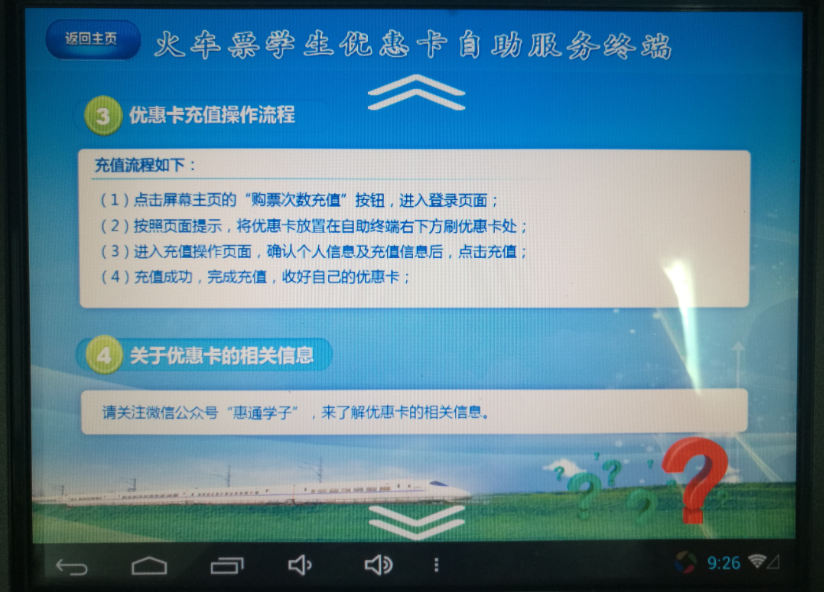 返回主页
火车票学生优惠卡自助服务终端
3 优惠卡充值操作流程
充值流程如下：
（1）点击屏幕主页的“购票次数充值”按钮，进入登录页面；
（2）按照页面提示，将优惠卡放置在自助终端右下方刷优惠卡处；
（3）进入充值操作页面，确认个人信息及充值信息后，点击充值；
（4）充值成功，完成充值，收好自己的优惠卡；
4 关于优惠卡的相关信息
请关注微信公众号“惠通学子”，来了解优惠卡的相关信息。
? ? ? ? ?
9:26